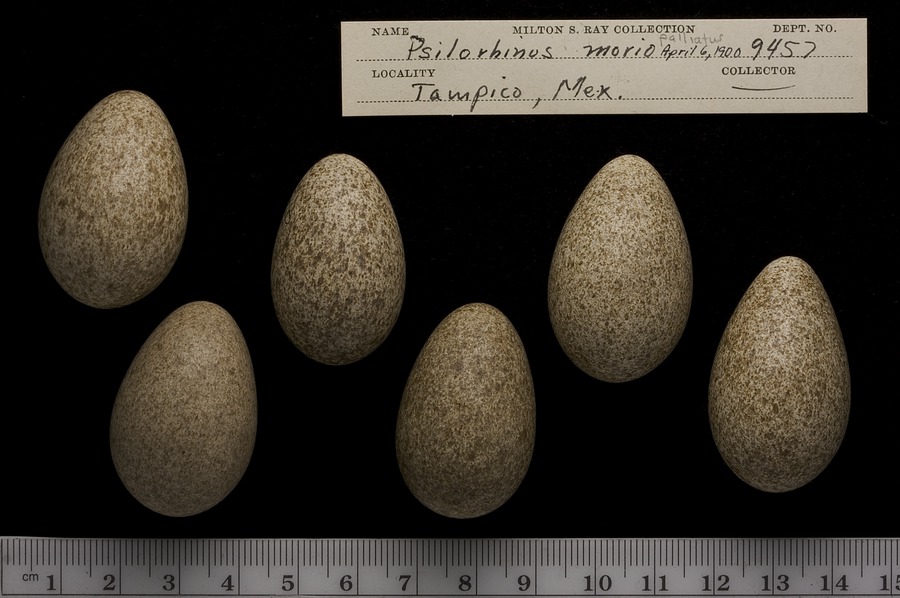 NAME MILTON S. RAY COLLECTION DEPT. NO.
palliatus
Psilorhinus morio April 6, 1900 9457
LOCALITY COLLECTOR
Tampico, Mex.
cm 1 2 3 4 5 6 7 8 9 10 11 12 13 14 15